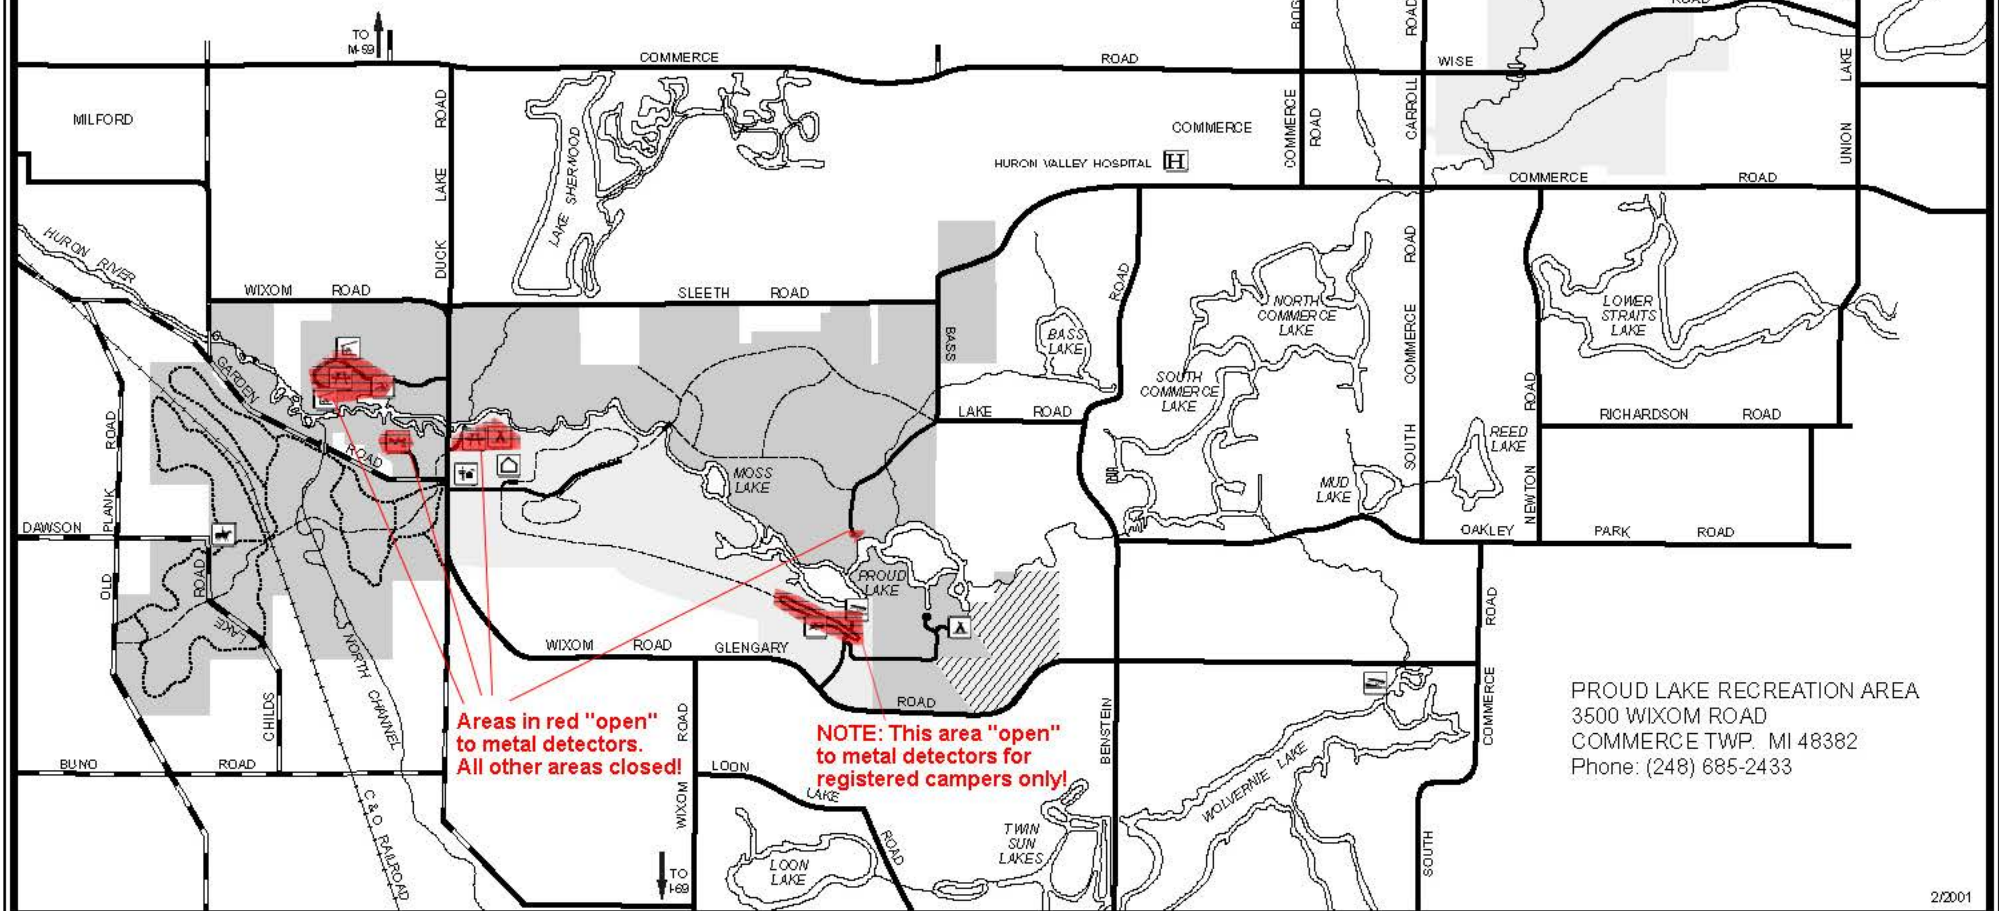 TO
M-59
COMMERCE
ROAD
BOG
ROAD
ROAD
WISE
LAKE
MILFORD
ROAD
LAKE
DUCK
LAKE SHERWOOD
COMMERCE
HURON VALLEY HOSPITAL H
COMMERCE
ROAD
CARROLL
UNION
COMMERCE
ROAD
HURON RIVER
WIXOM ROAD
SLEETH ROAD
BASS
BASS
LAKE
ROAD
NORTH
COMMERCE
LAKE
ROAD
COMMERCE
SOUTH
LOWER
STRAITS
LAKE
GARDEN
ROAD
SOUTH
COMMERCE
LAKE
LAKE ROAD
ROAD
NEWTON
RICHARDSON ROAD
REED
LAKE
MOSS
LAKE
MUD
LAKE
ROAD
PLANK
OLD
DAWSON
OAKLEY PARK ROAD
ROAD
LAKE
CHILDS
PROUD
LAKE
WIXOM ROAD GLENGARY
ROAD
NORTH CHANNEL
ROAD
COMMERCE
SOUTH
Areas in red "open"
to metal detectors.
All other areas closed!
NOTE: This area "open"
to metal detectors for
registered campers only!
ROAD
WIXOM
BENSTEIN
PROUD LAKE RECREATION AREA
3500 WIXOM ROAD
COMMERCE TWP. MI 48382
Phone: (248) 685-2433
BUNO ROAD
LOON
LAKE
ROAD
WOLVERNIE LAKE
C & O RAILROAD
TWIN
SUN
LAKES
LOON
LAKE
TO
I-69
2/2001